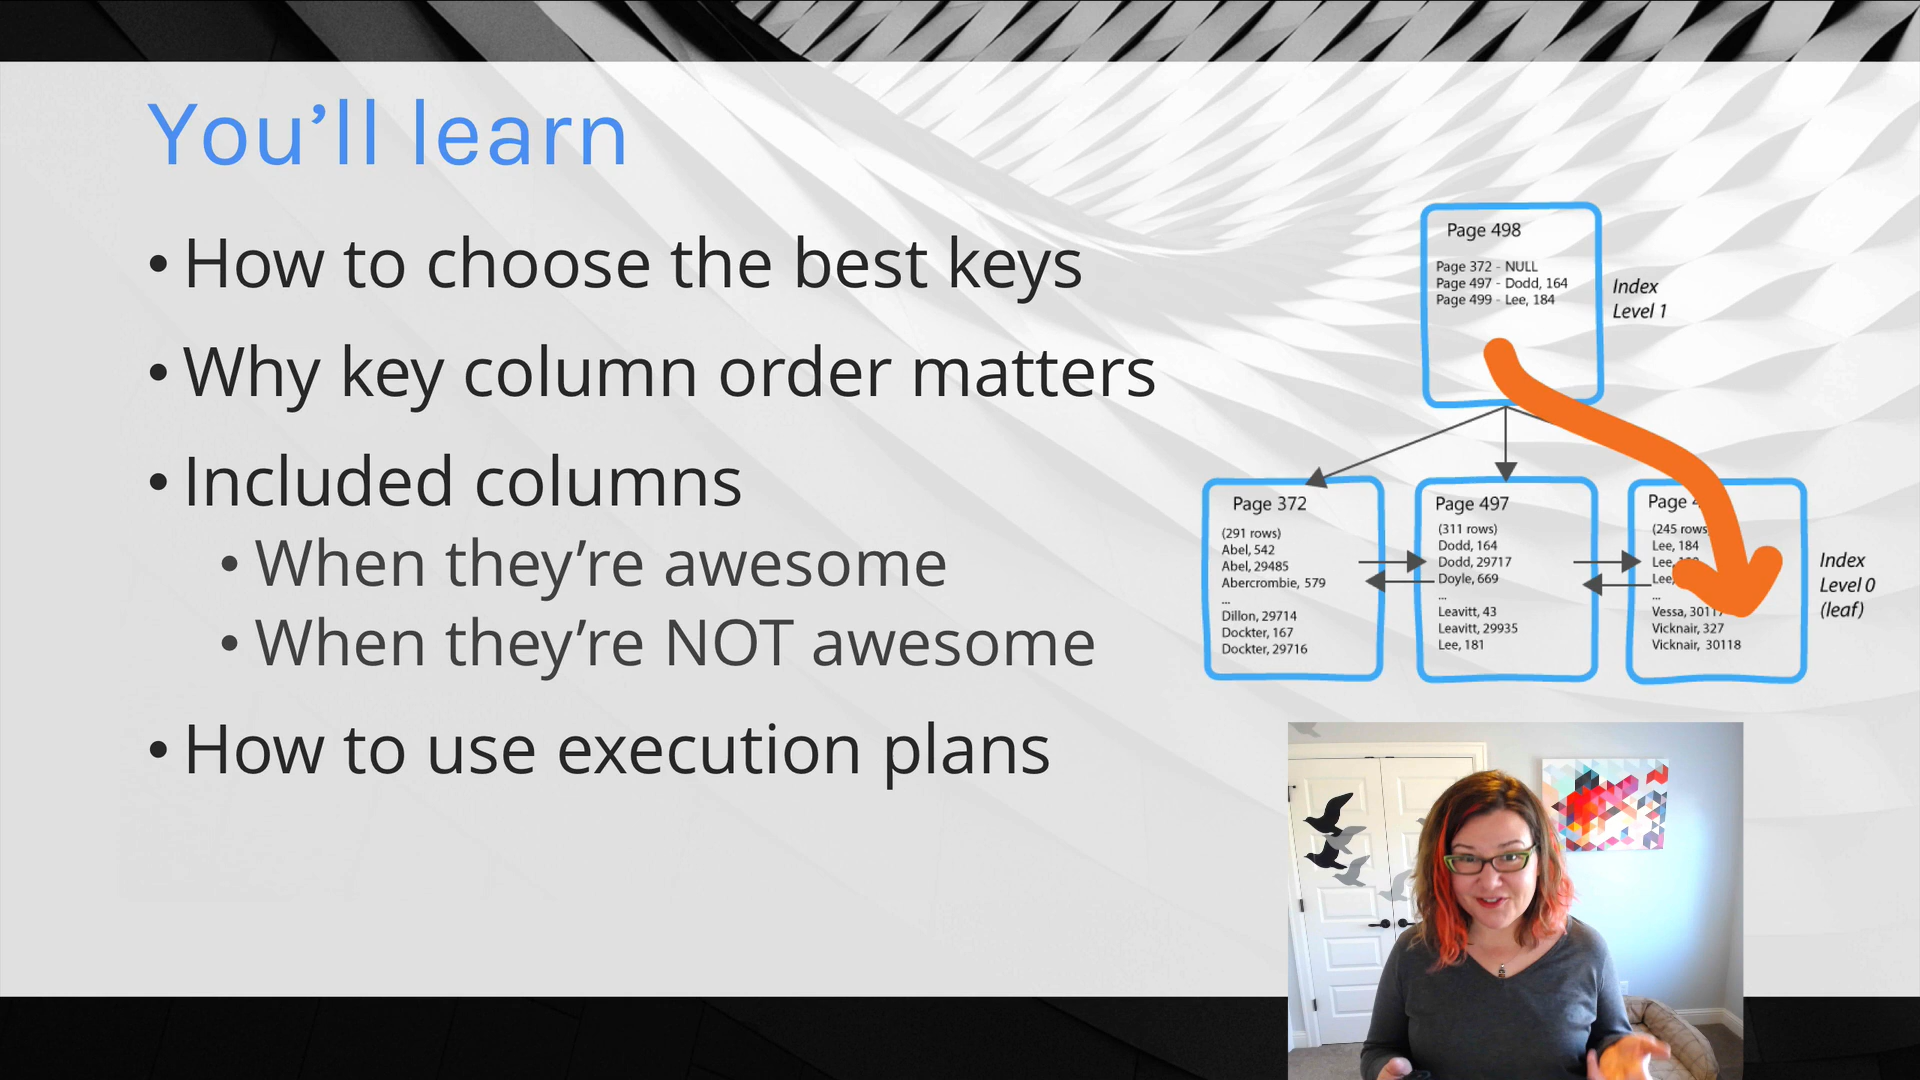 You’ll learn
• How to choose the best keys
• Why key column order matters
• Included columns
• When they’re awesome
• When they’re NOT awesome
• How to use execution plans
Page 498
Page 372 - NULL
Page 497 - Dodd, 164
Page 499 - Lee, 184
Index
Level 1
Page 372
(291 rows)
Abel, 542
Abel, 29485
Abercrombie, 579
...
Dillon, 29714
Dockter, 167
Dockter, 29716
Page 497
(311 rows)
Dodd, 164
Dodd, 29717
Doyle, 669
...
Leavitt, 43
Leavitt, 29935
Lee, 181
Page
(245 rows
Lee, 184
Lee,
Lee,
...
Vessa,
Vicknair, 327
Vicknair, 30118
Index
Level 0
(leaf)